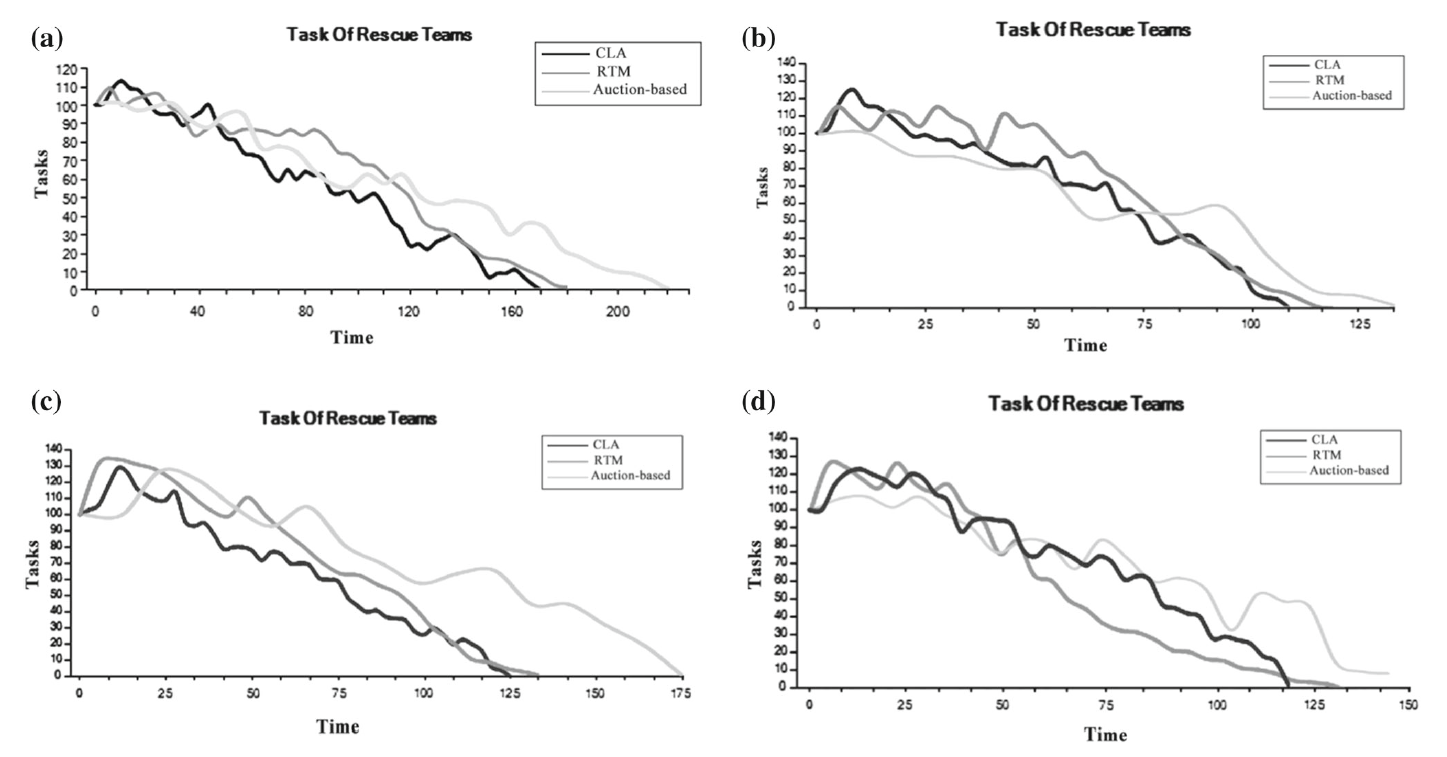 (a)
Task Of Rescue Teams
CLA
RTM
Auction-based
120
110
100
90
80
70
60
50
40
30
20
10
0
Tasks
0 40 80 120 160 200
Time
(b)
Task Of Rescue Teams
CLA
RTM
Auction-based
140
130
120
110
100
90
80
70
60
50
40
30
20
10
0
Tasks
0 25 50 75 100 125
Time
(c)
Task Of Rescue Teams
CLA
RTM
Auction-based
140
130
120
110
100
90
80
70
60
50
40
30
20
10
0
Tasks
0 25 50 75 100 125 150 175
Time
(d)
Task Of Rescue Teams
CLA
RTM
Auction-based
140
130
120
110
100
90
80
70
60
50
40
30
20
10
0
Tasks
0 25 50 75 100 125 150
Time